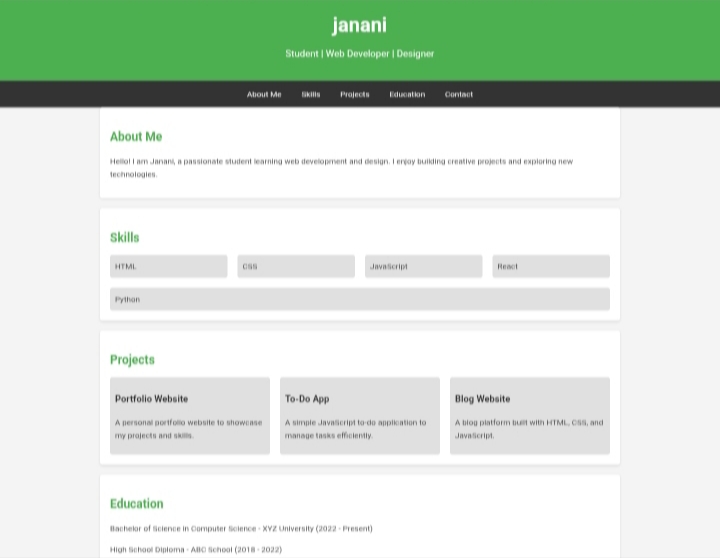 janani
Student | Web Developer | Designer
About Me Skills Projects Education Contact
About Me
Hello! I am Janani, a passionate student learning web development and design. I enjoy building creative projects and exploring new
technologies.
Skills
HTML CSS JavaScript React
Python
Projects
Portfolio Website
A personal portfolio website to showcase
my projects and skills.
To-Do App
A simple JavaScript to-do application to
manage tasks efficiently.
Blog Website
A blog platform built with HTML, CSS, and
JavaScript.
Education
Bachelor of Science in Computer Science - XYZ University (2022 - Present)
High School Diploma - ABC School (2018 - 2022)